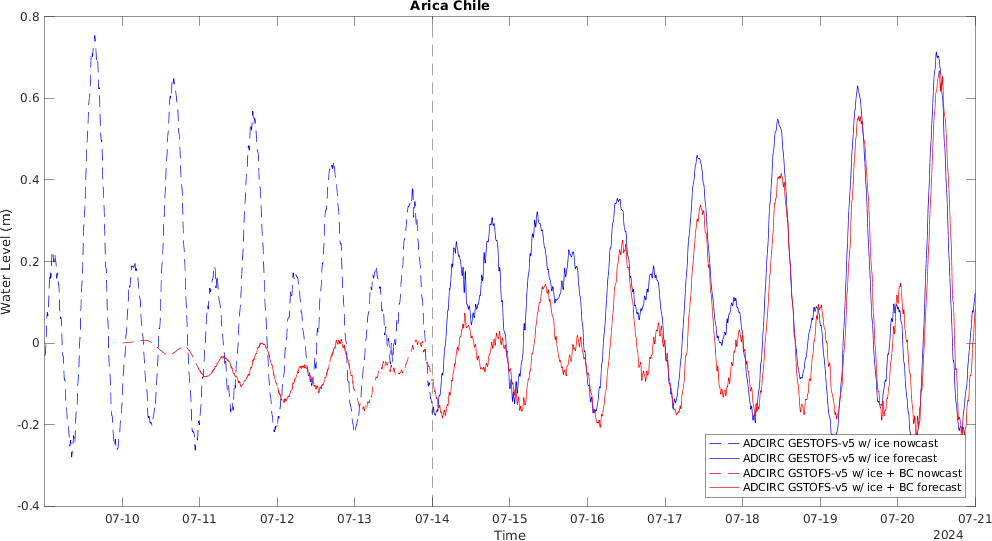 Arica Chile
Water Level (m)
0.8
0.6
0.4
0.2
0
-0.2
-0.4
ADCIRC GESTOFS-v5 w/ ice nowcast
ADCIRC GESTOFS-v5 w/ ice forecast
ADCIRC GSTOFS-v5 w/ ice + BC nowcast
ADCIRC GSTOFS-v5 w/ ice + BC forecast
07-10 07-11 07-12 07-13 07-14 07-15 07-16 07-17 07-18 07-19 07-20 07-21
Time
2024